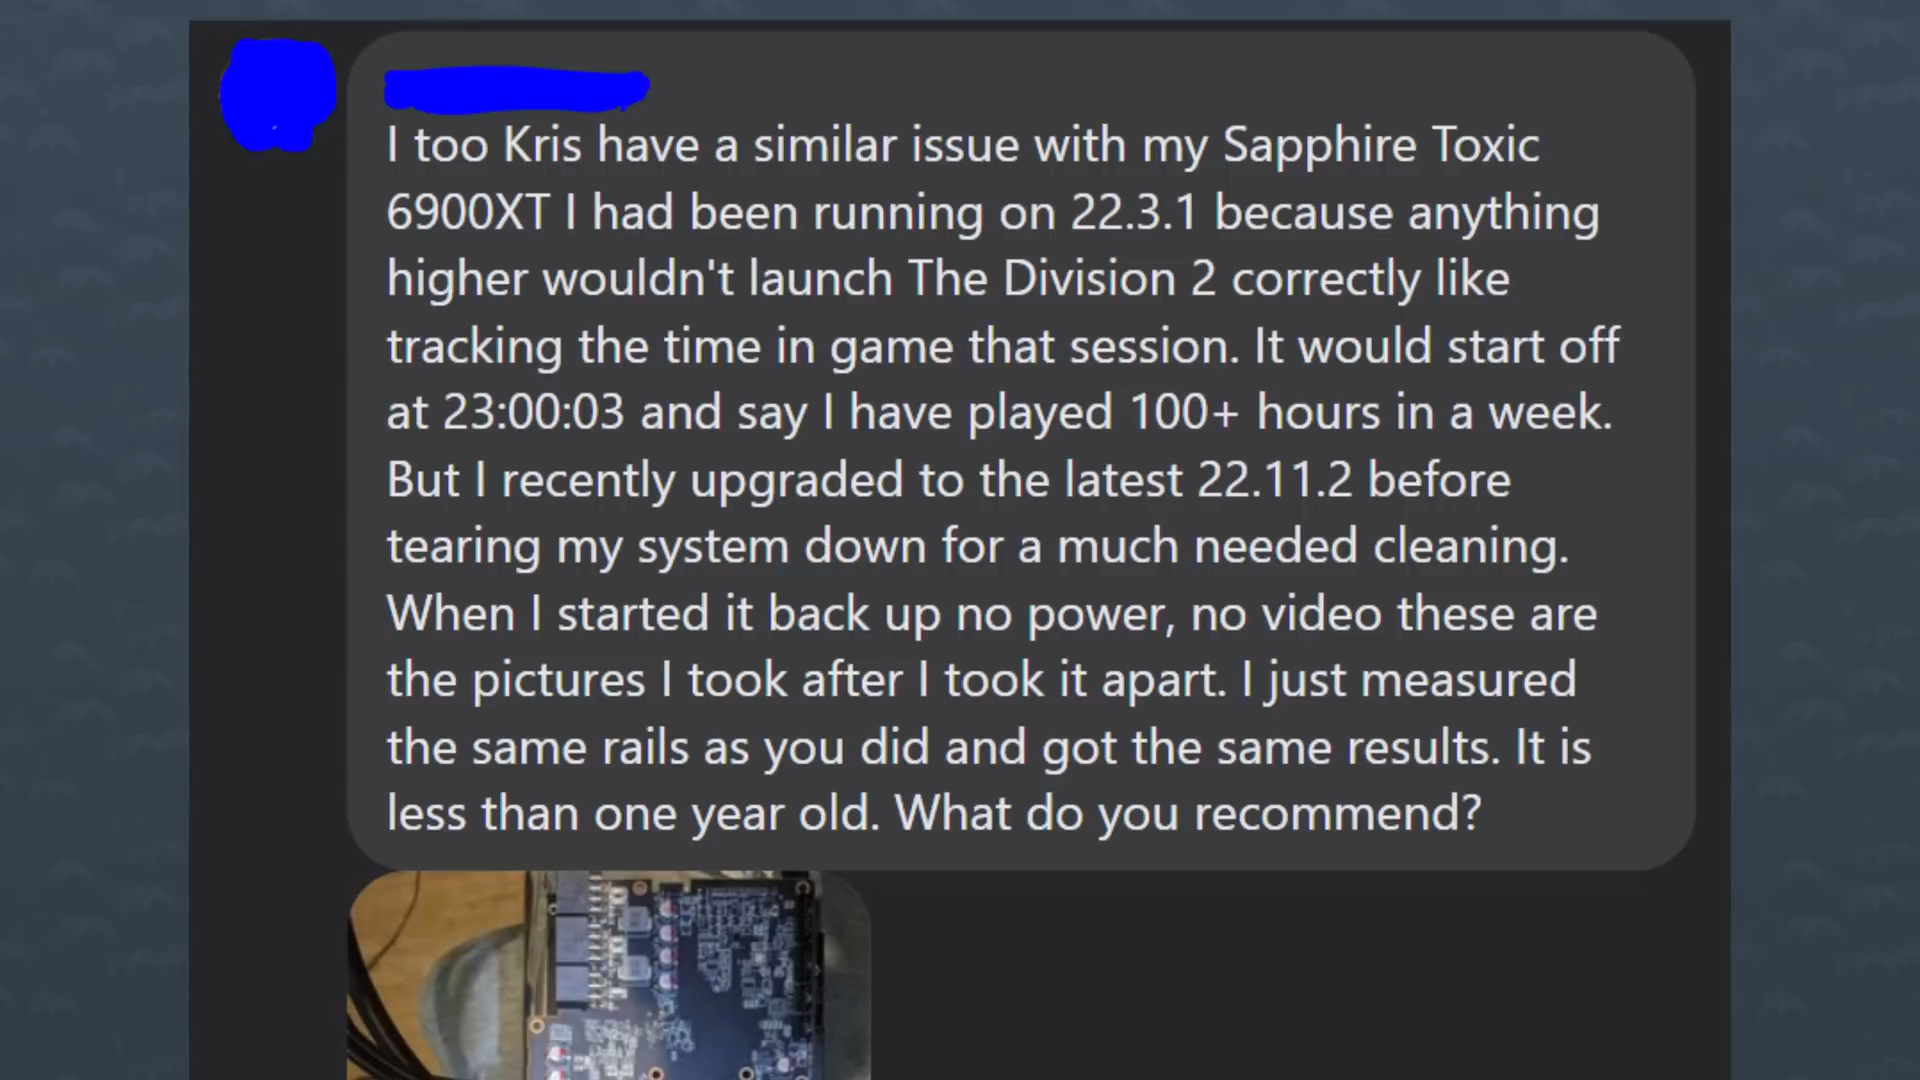 I too Kris have a similar issue with my Sapphire Toxic
6900XT I had been running on 22.3.1 because anything
higher wouldn't launch The Division 2 correctly like
tracking the time in game that session. It would start off
at 23:00:03 and say I have played 100+ hours in a week.
But I recently upgraded to the latest 22.11.2 before
tearing my system down for a much needed cleaning.
When I started it back up no power, no video these are
the pictures I took after I took it apart. I just measured
the same rails as you did and got the same results. It is
less than one year old. What do you recommend?